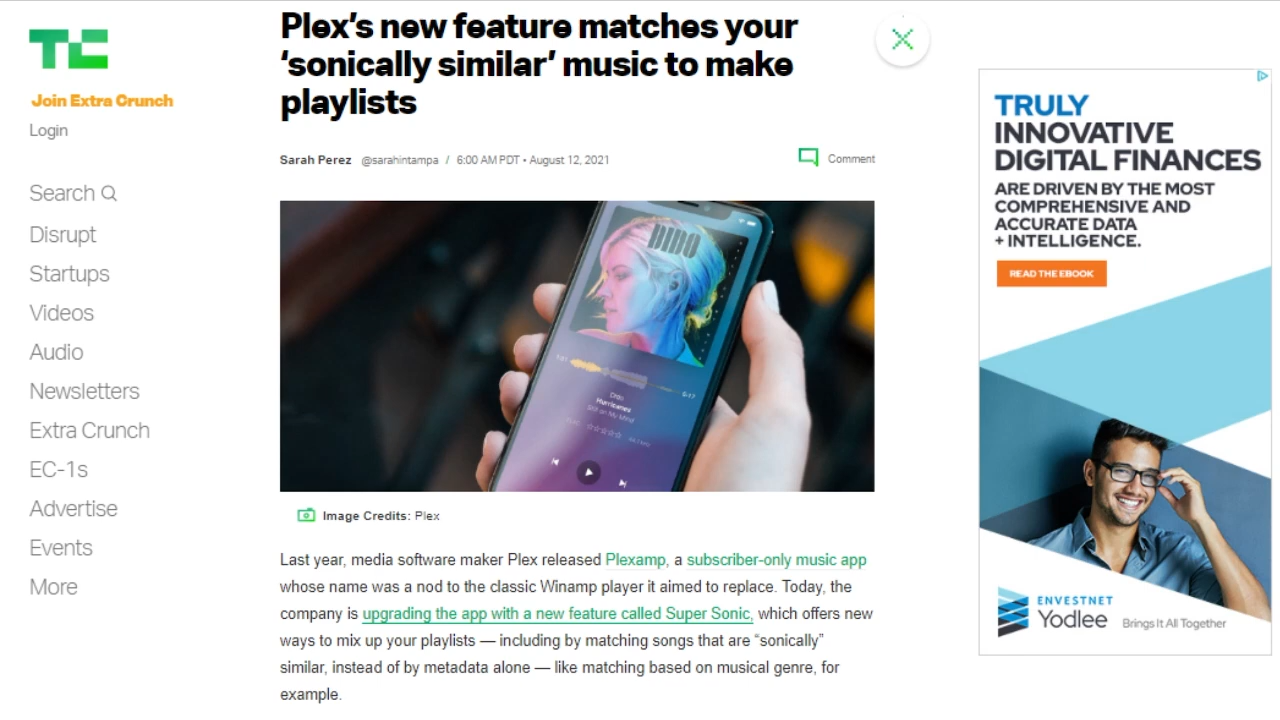 TC
Join Extra Crunch
Login
Search
Disrupt
Startups
Videos
Audio
Newsletters
Extra Crunch
EC-1s
Advertise
Events
More
Plex’s new feature matches your
‘sonically similar’ music to make
playlists
Sarah Perez @sarahintampa / 6:00 AM PDT • August 12, 2021
Comment
DIDO
5:17
Dido
Hurricanes
Still on My Mind
Image Credits: Plex
Last year, media software maker Plex released Plexamp, a subscriber-only music app
whose name was a nod to the classic Winamp player it aimed to replace. Today, the
company is upgrading the app with a new feature called Super Sonic, which offers new
ways to mix up your playlists — including by matching songs that are “sonically”
similar, instead of by metadata alone — like matching based on musical genre, for
example.
TRULY
INNOVATIVE
DIGITAL FINANCES
ARE DRIVEN BY THE MOST
COMPREHENSIVE AND
ACCURATE DATA
+ INTELLIGENCE.
READ THE EBOOK
ENVESTNET
Yodlee Brings It All Together